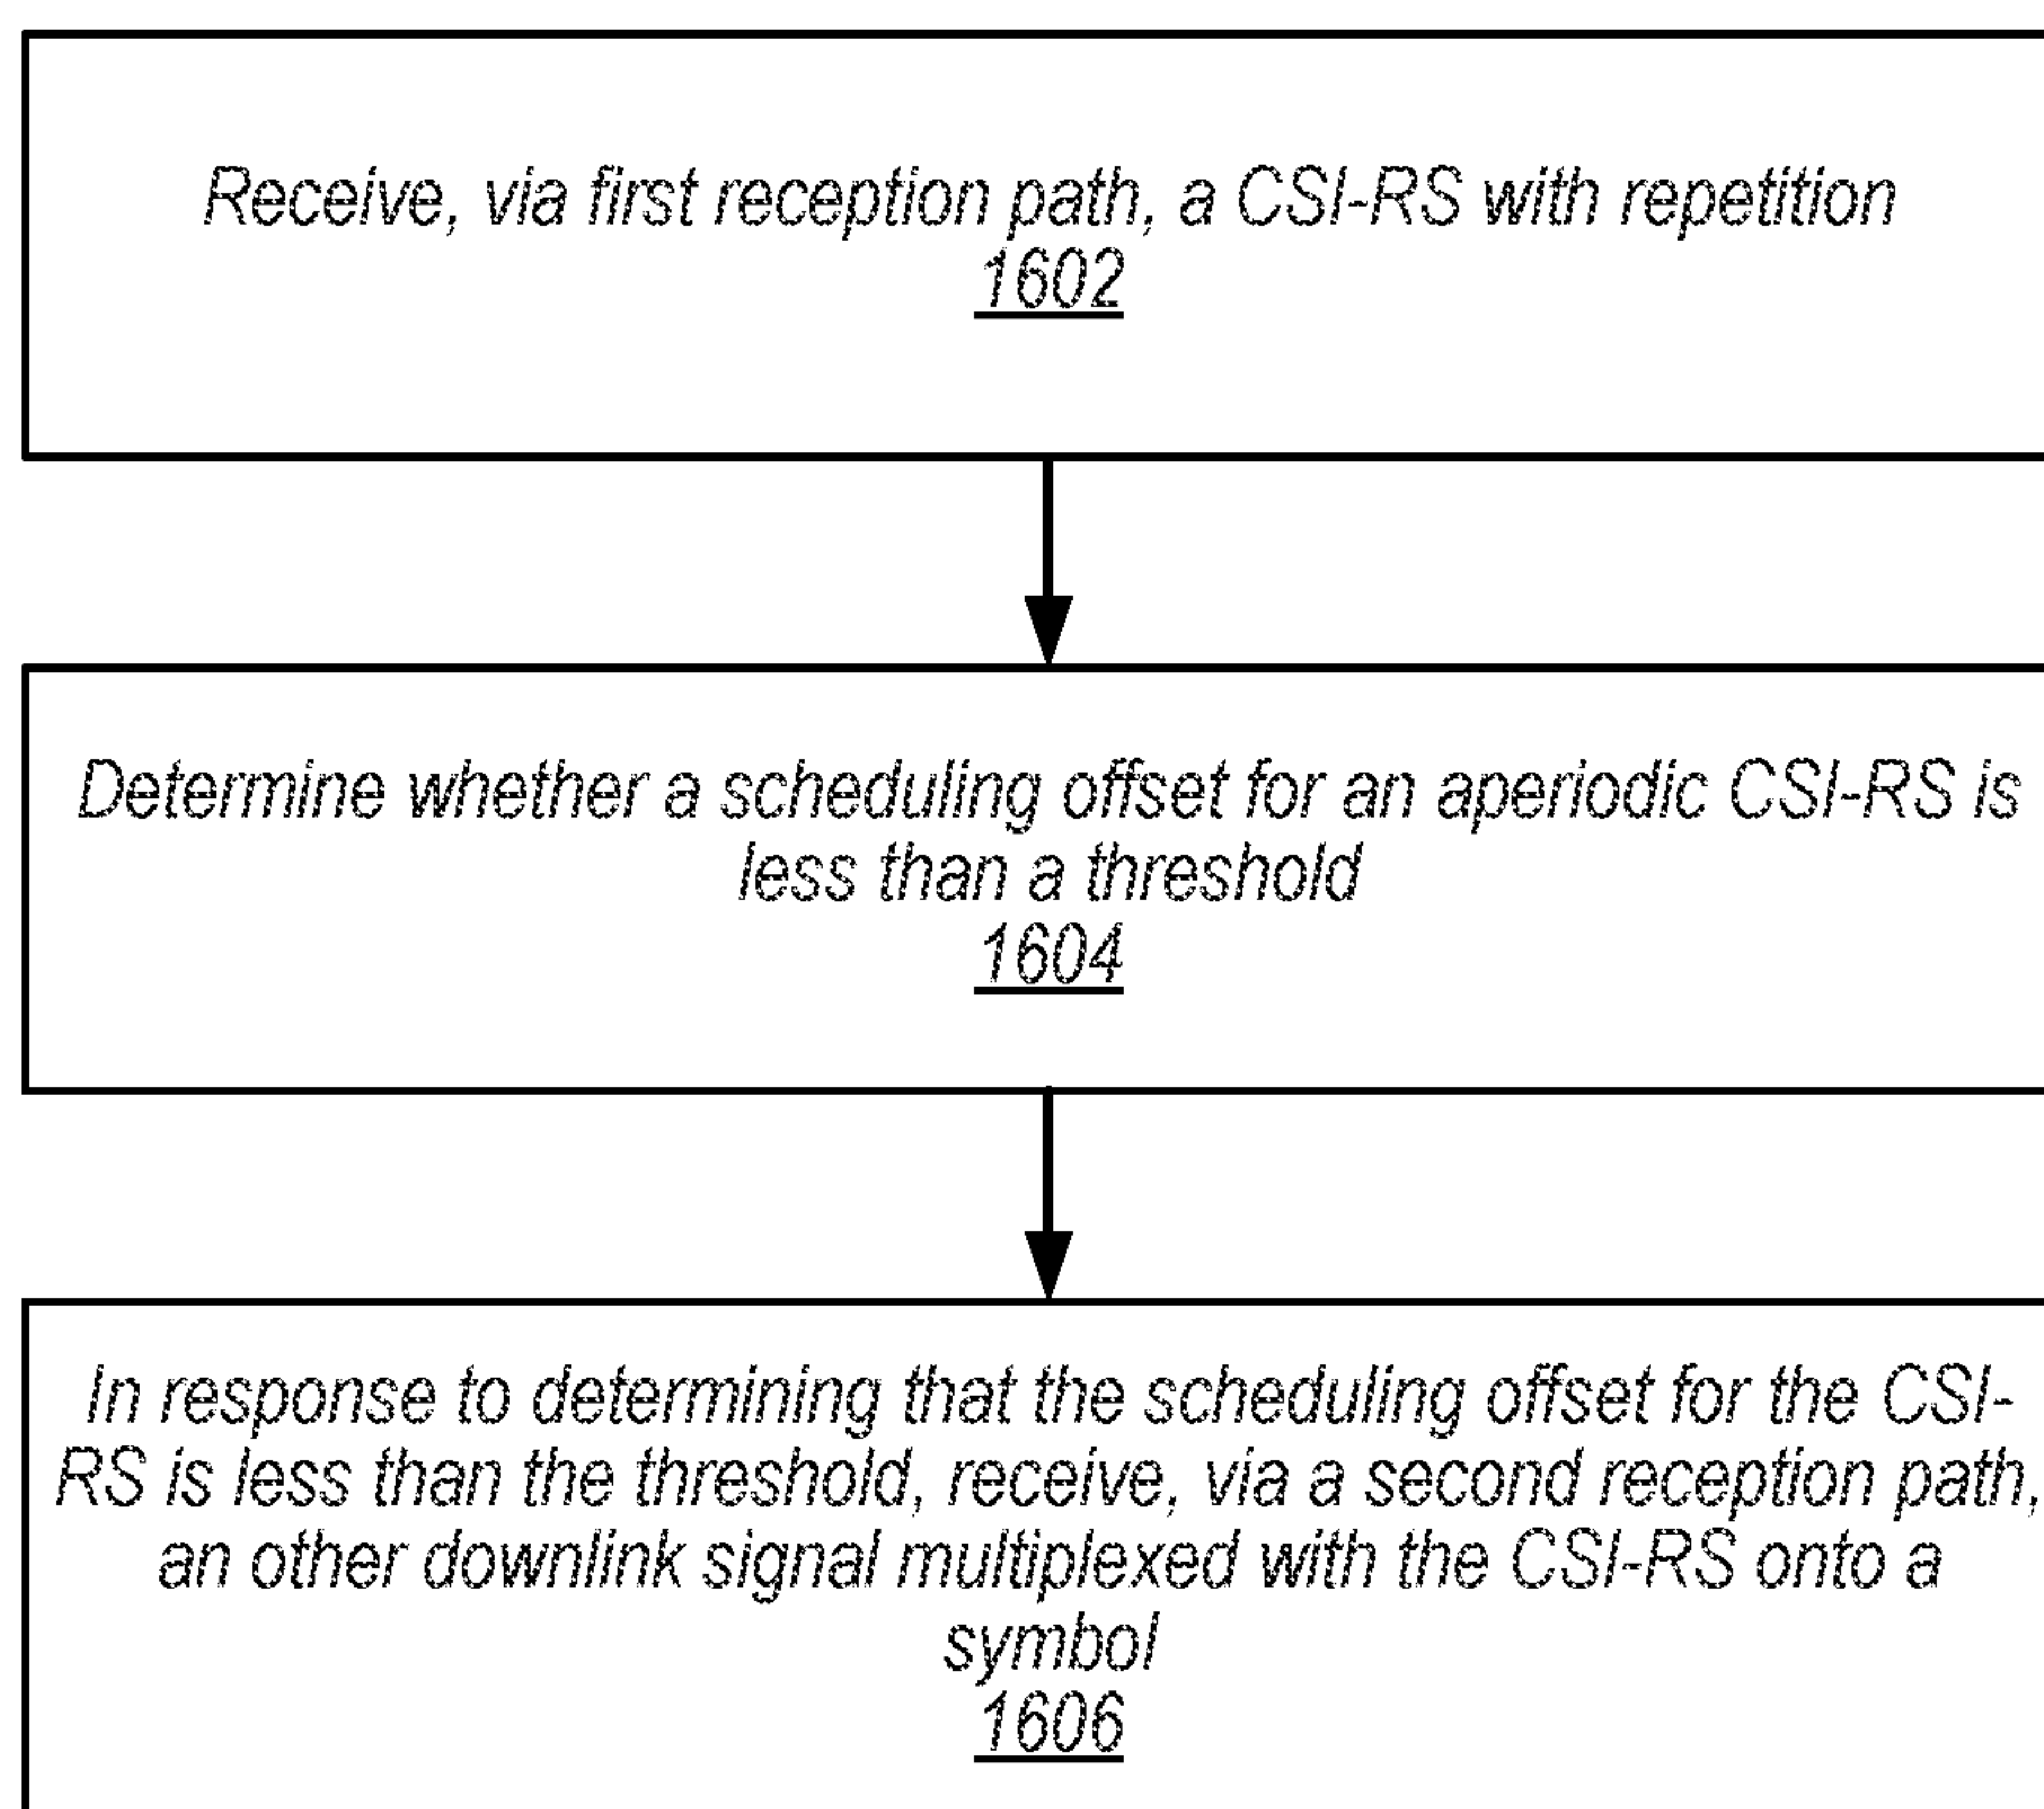 Receive, via first reception path, a CSI-RS with repetition
1602
Determine whether a scheduling offset for an aperiodic CSI-RS is
less than a threshold
1604
In response to determining that the scheduling offset for the CSI-
RS is less than the threshold, receive, via a second reception path,
an other downlink signal multiplexed with the CSI-RS onto a
symbol
1606